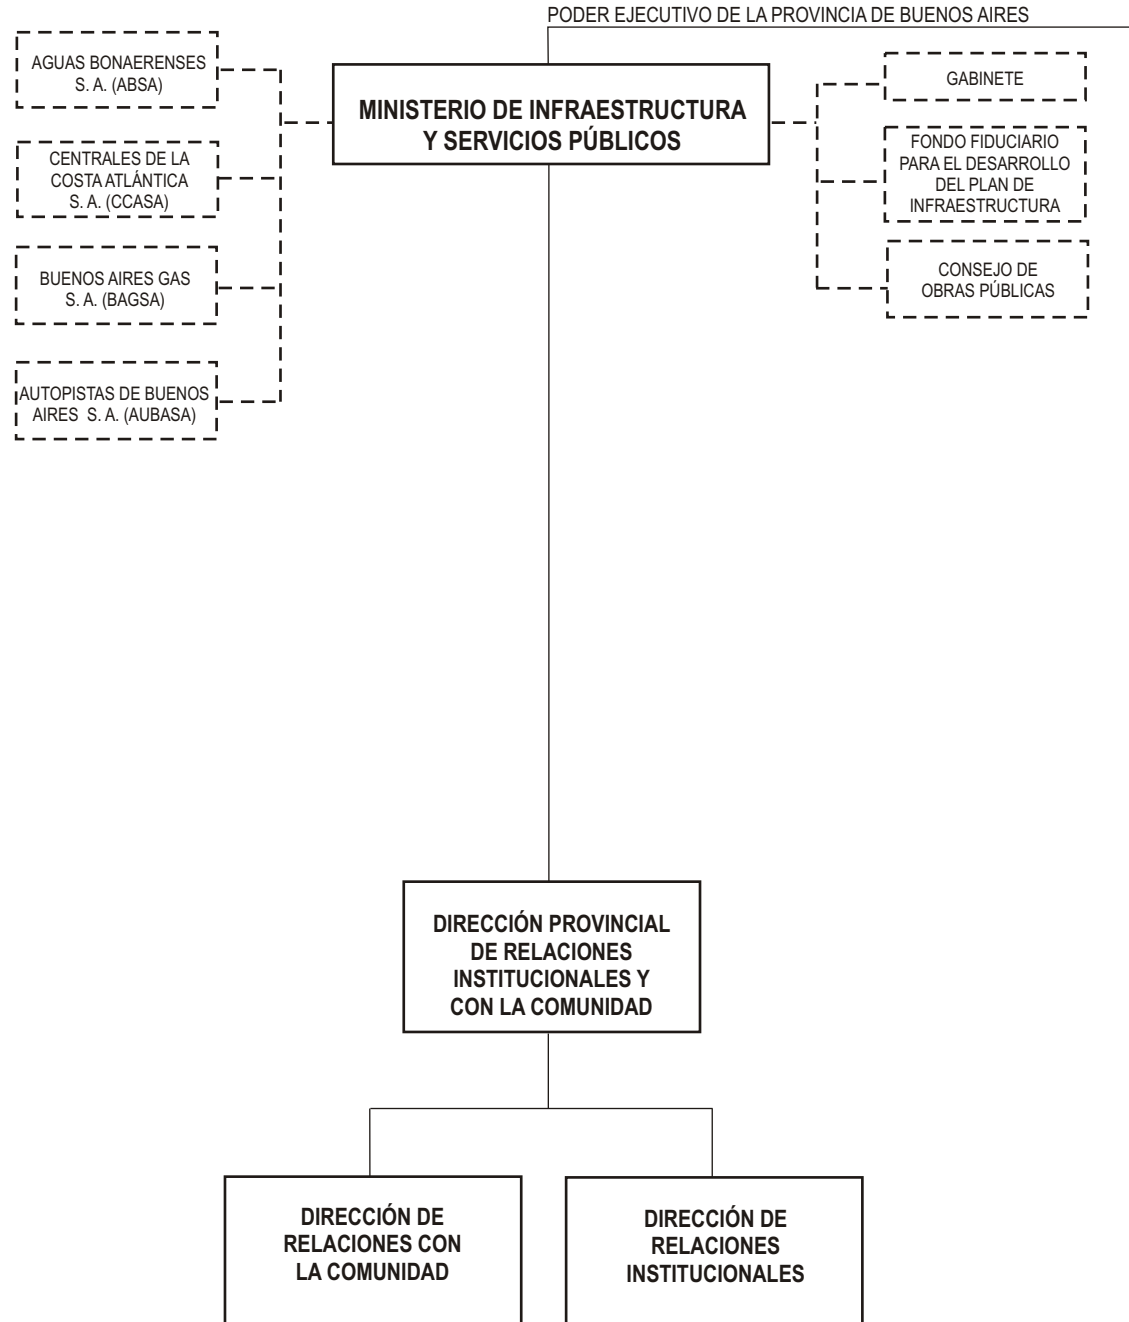 PODER EJECUTIVO DE LA PROVINCIA DE BUENOS AIRES
AGUAS BONAERENSES
S. A. (ABSA)
CENTRALES DE LA
COSTA ATLÁNTICA
S. A. (CCASA)
BUENOS AIRES GAS
S. A. (BAGSA)
AUTOPISTAS DE BUENOS
AIRES S. A. (AUBASA)
MINISTERIO DE INFRAESTRUCTURA
Y SERVICIOS PÚBLICOS
GABINETE
FONDO FIDUCIARIO
PARA EL DESARROLLO
DEL PLAN DE
INFRAESTRUCTURA
CONSEJO DE
OBRAS PÚBLICAS
DIRECCIÓN PROVINCIAL
DE RELACIONES
INSTITUCIONALES Y
CON LA COMUNIDAD
DIRECCIÓN DE
RELACIONES CON
LA COMUNIDAD
DIRECCIÓN DE
RELACIONES
INSTITUCIONALES